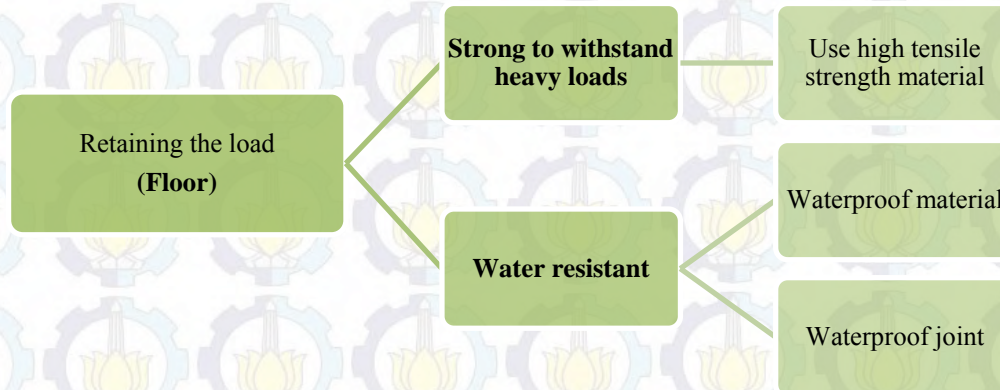 Retaining the load
(Floor)
Strong to withstand
heavy loads
Use high tensile
strength material
Water resistant
Waterproof material
Waterproof joint